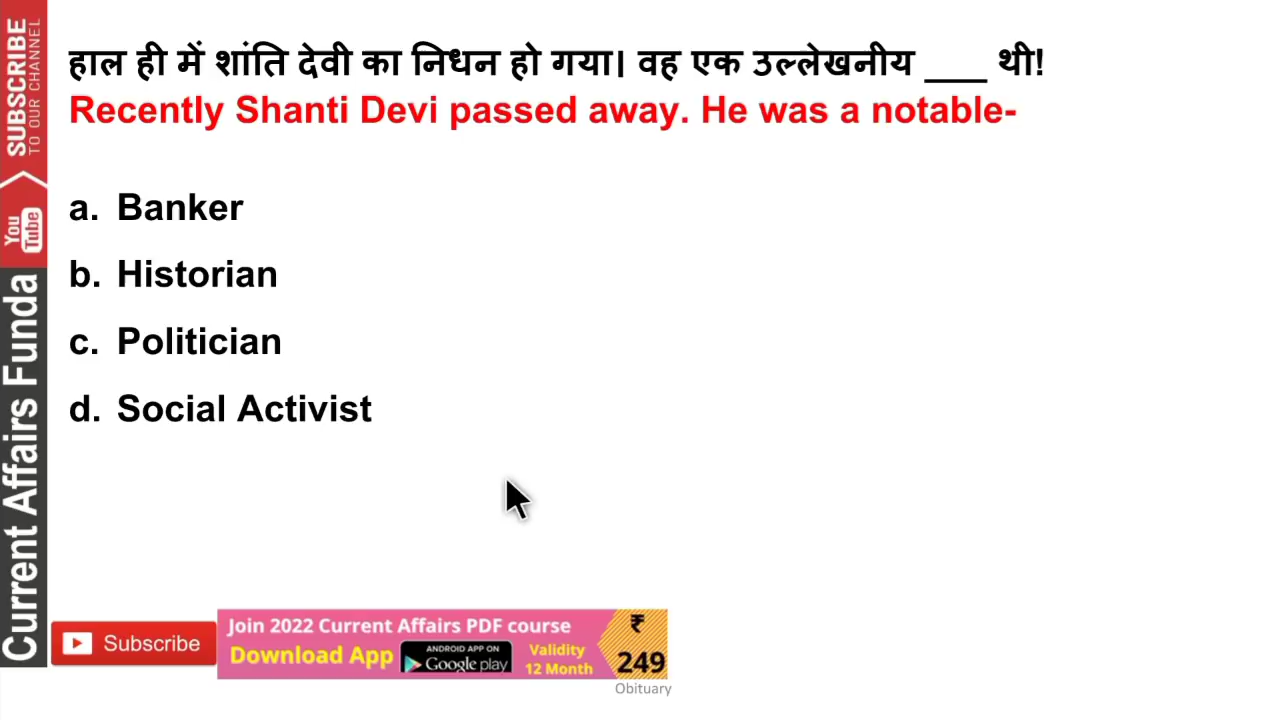 हाल ही में शांति देवी का निधन हो गया। वह एक उल्लेखनीय ___ थी!
Recently Shanti Devi passed away. He was a notable-
a. Banker
b. Historian
c. Politician
d. Social Activist
SUBSCRIBE
TO OUR CHANNEL
You
Tube
Current Affairs Funda
Subscribe
Join 2022 Current Affairs PDF course
Download App
ANDROID APP ON
Google play
Validity
12 Month
₹
249
Obituary